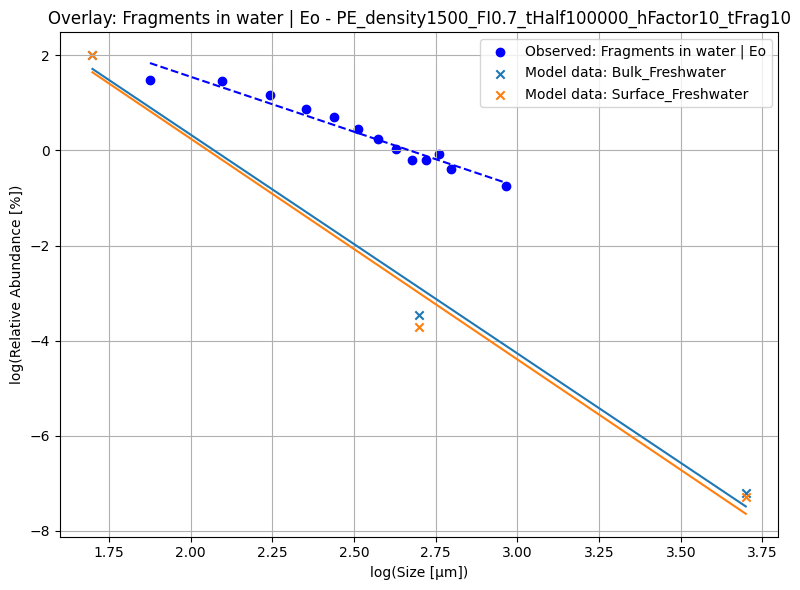 Overlay: Fragments in water | Eo - PE_density1500_FI0.7_tHalf100000_hFactor10_tFrag10
Observed: Fragments in water | Eo
Model data: Bulk_Freshwater
Model data: Surface_Freshwater
log(Relative Abundance [%])
2
0
−2
−4
−6
−8
1.75
2.00
2.25
2.50
2.75
3.00
3.25
3.50
3.75
log(Size [μm])